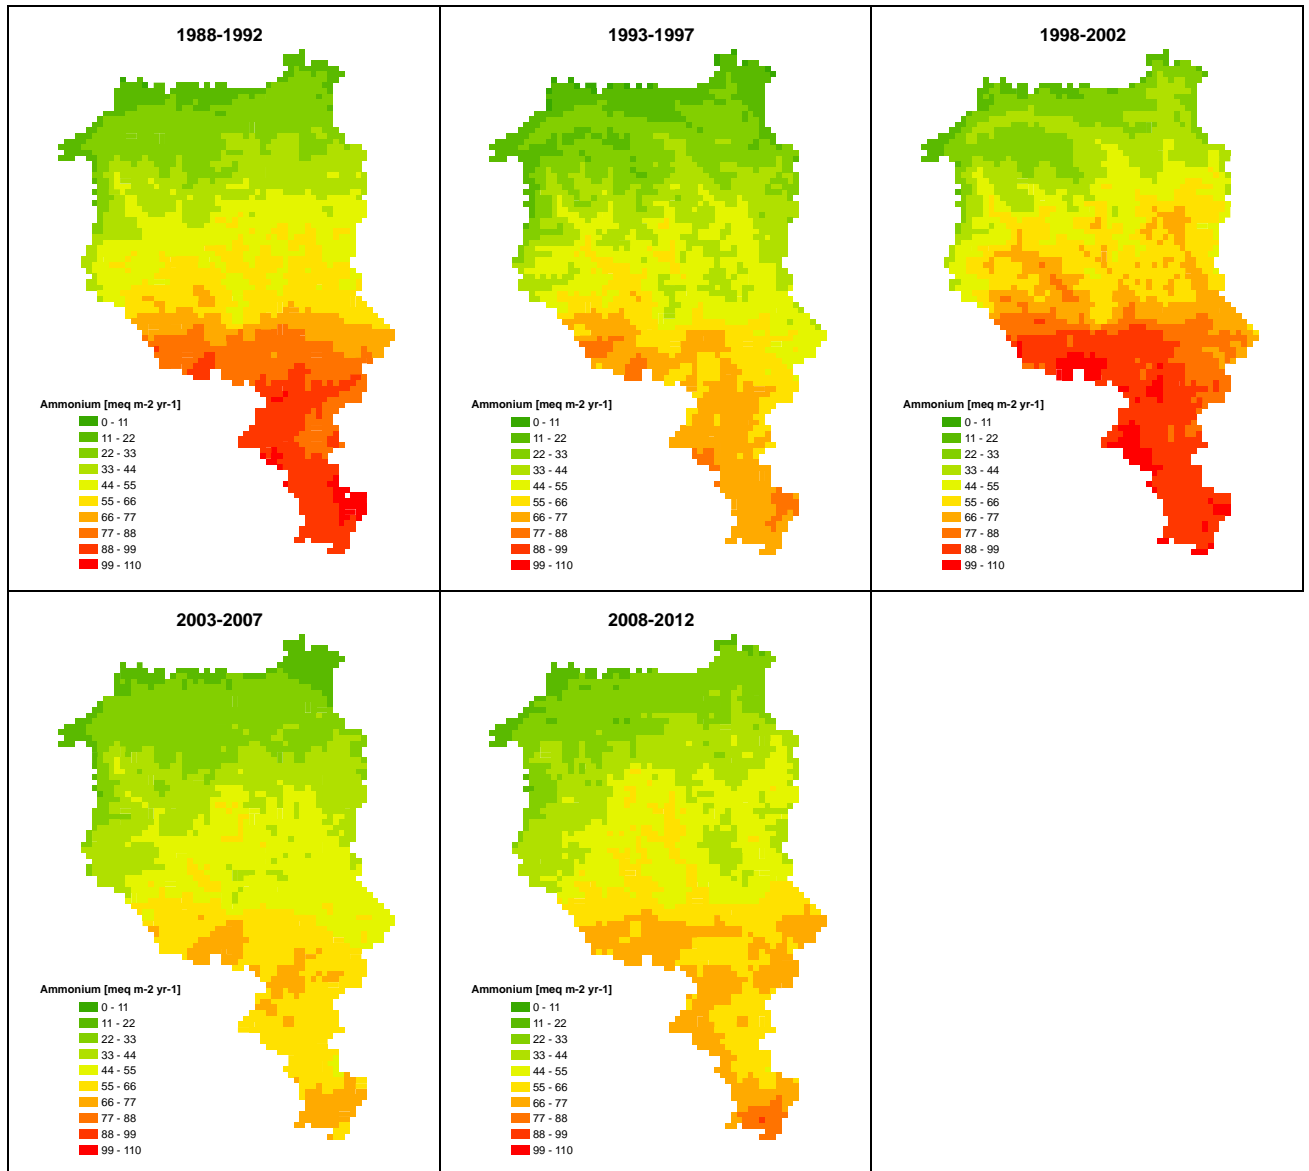 1988-1992
Ammonium [meq m-2 yr-1]
0 - 11
11 - 22
22 - 33
33 - 44
44 - 55
55 - 66
66 - 77
77 - 88
88 - 99
99 - 110
1993-1997
Ammonium [meq m-2 yr-1]
0 - 11
11 - 22
22 - 33
33 - 44
44 - 55
55 - 66
66 - 77
77 - 88
88 - 99
99 - 110
1998-2002
Ammonium [meq m-2 yr-1]
0 - 11
11 - 22
22 - 33
33 - 44
44 - 55
55 - 66
66 - 77
77 - 88
88 - 99
99 - 110
2003-2007
Ammonium [meq m-2 yr-1]
0 - 11
11 - 22
22 - 33
33 - 44
44 - 55
55 - 66
66 - 77
77 - 88
88 - 99
99 - 110
2008-2012
Ammonium [meq m-2 yr-1]
0 - 11
11 - 22
22 - 33
33 - 44
44 - 55
55 - 66
66 - 77
77 - 88
88 - 99
99 - 110